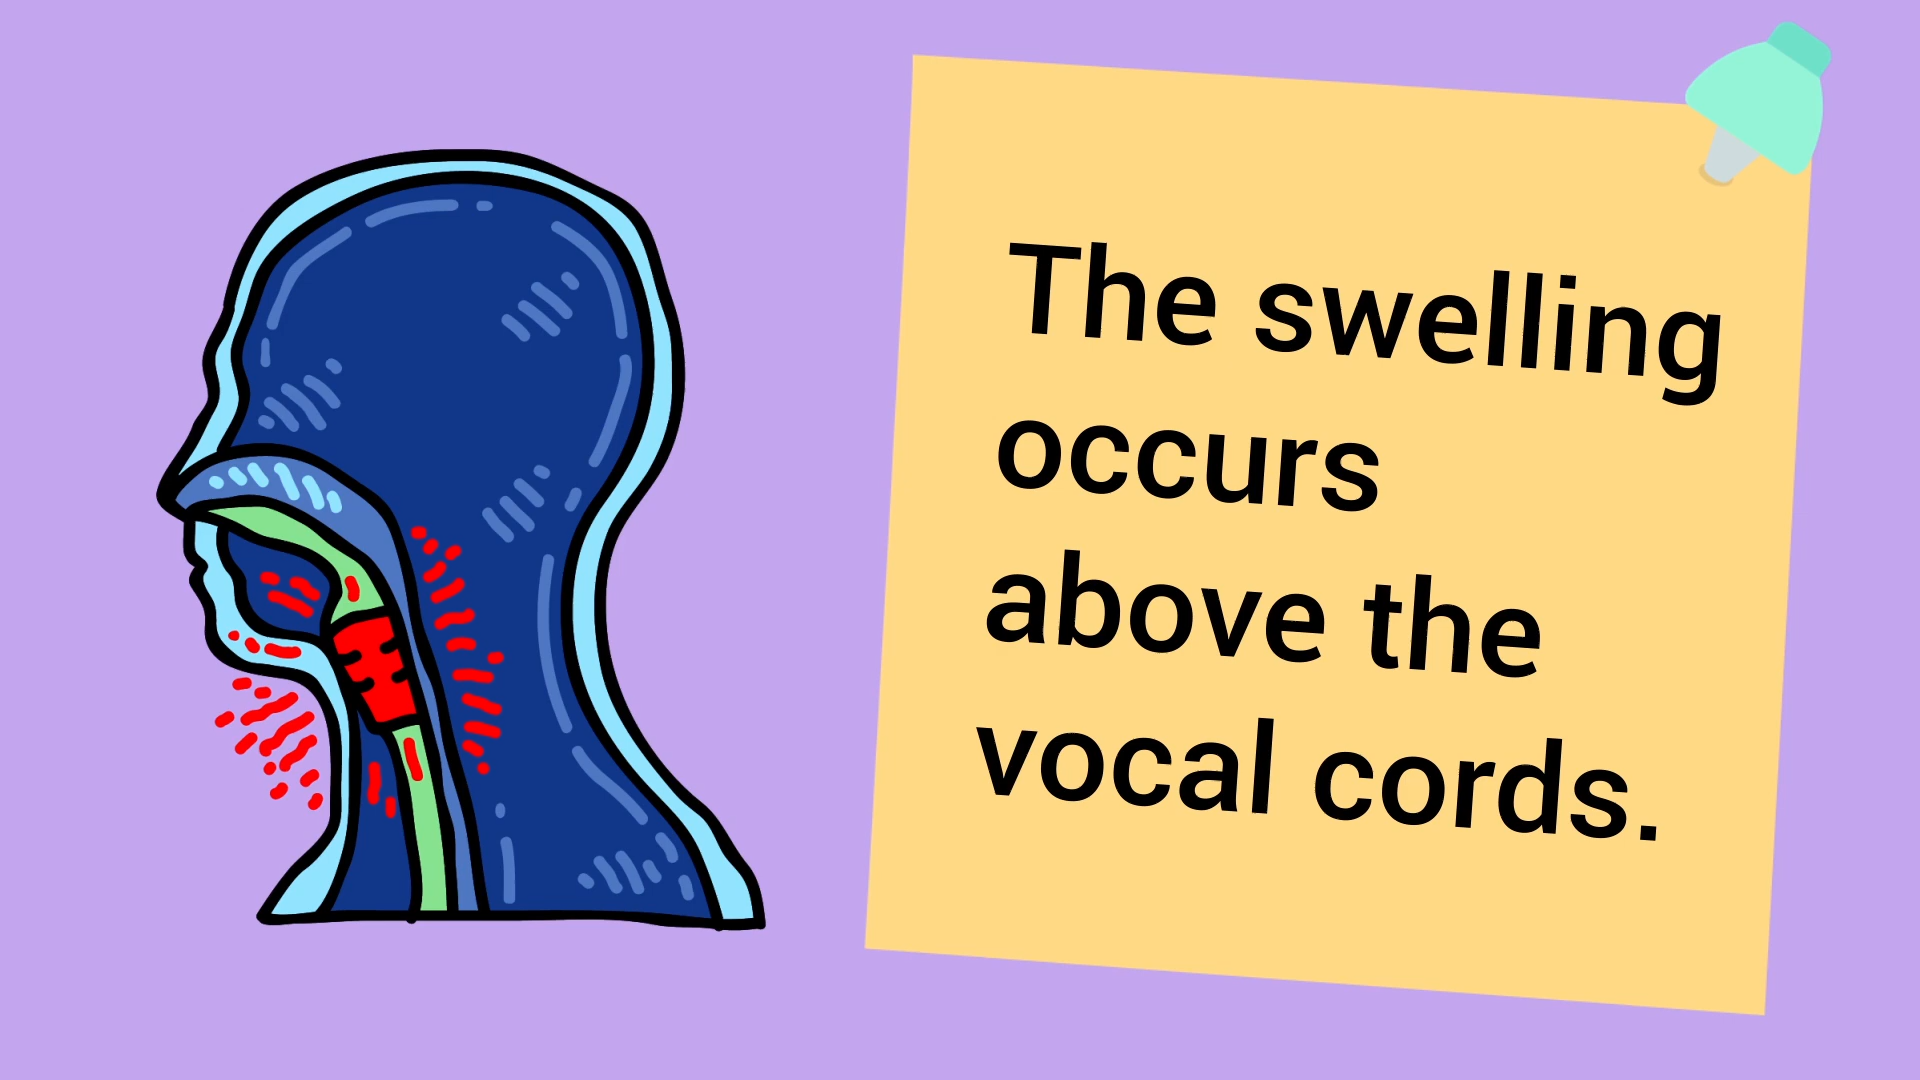 The swelling
occurs
above the
vocal cords.